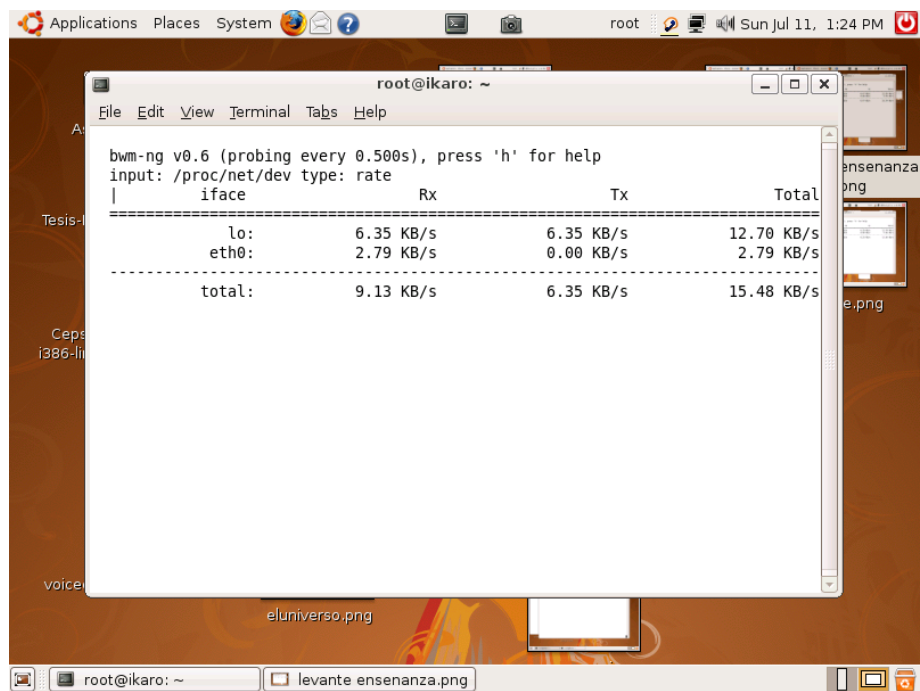 Applications Places System root Sun Jul 11, 1:24 PM
root@ikaro: ~
File Edit View Terminal Tabs Help
bwm-ng v0.6 (probing every 0.500s), press 'h' for help
input: /proc/net/dev type: rate
| iface Rx Tx Total
==============================================================================
lo: 6.35 KB/s 6.35 KB/s 12.70 KB/s
eth0: 2.79 KB/s 0.00 KB/s 2.79 KB/s
------------------------------------------------------------------------------
total: 9.13 KB/s 6.35 KB/s 15.48 KB/s
ensenanza
png
Tesis-
e.png
Ceps
i386-li
voice
eluniverso.png
root@ikaro: ~
levante ensenanza.png